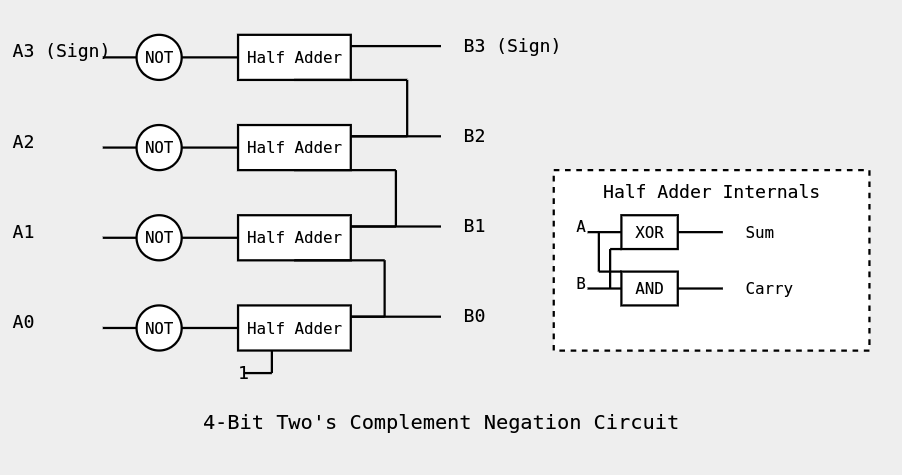 A3 (Sign)
NOT
Half Adder
B3 (Sign)
A2
NOT
Half Adder
B2
A1
NOT
Half Adder
B1
A0
NOT
Half Adder
B0
1
Half Adder Internals
A
XOR
Sum
B
AND
Carry
4-Bit Two's Complement Negation Circuit